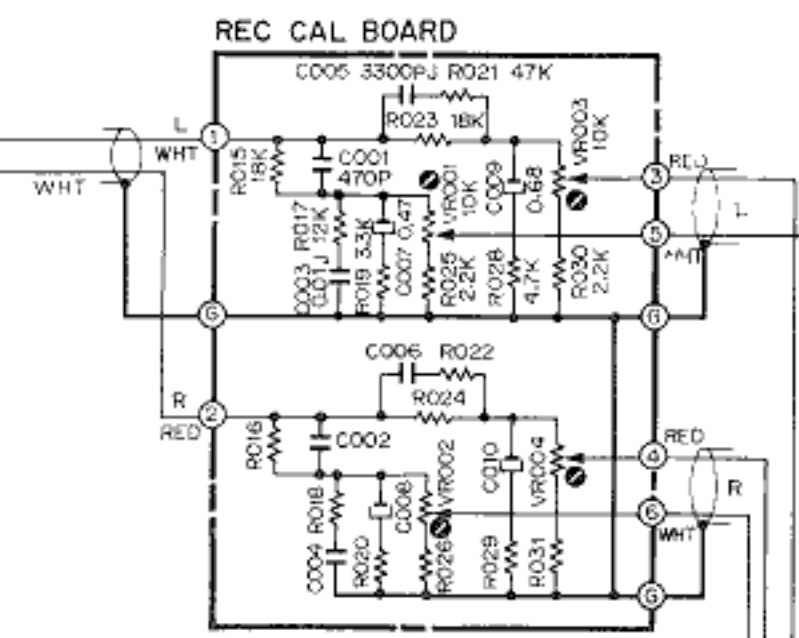 REC CAL BOARD
C005 3300PJ R021 47K
R023 18K
VR003
10K
L
1
WHT
WHT
R015
18K
C001
470P
VR001
10K
C009
0.68
RED
3
L
5
R017
12K
3.3K
0.47
C003
0.01J
R019
C007
R025
2.2K
R028
4.7K
R030
2.2K
G
G
C006 R022
R024
R
2
RED
R016
C002
VR002
C010
VR004
RED
4
R
R018
C008
6
WHT
C004
R020
R026
R029
R031
G